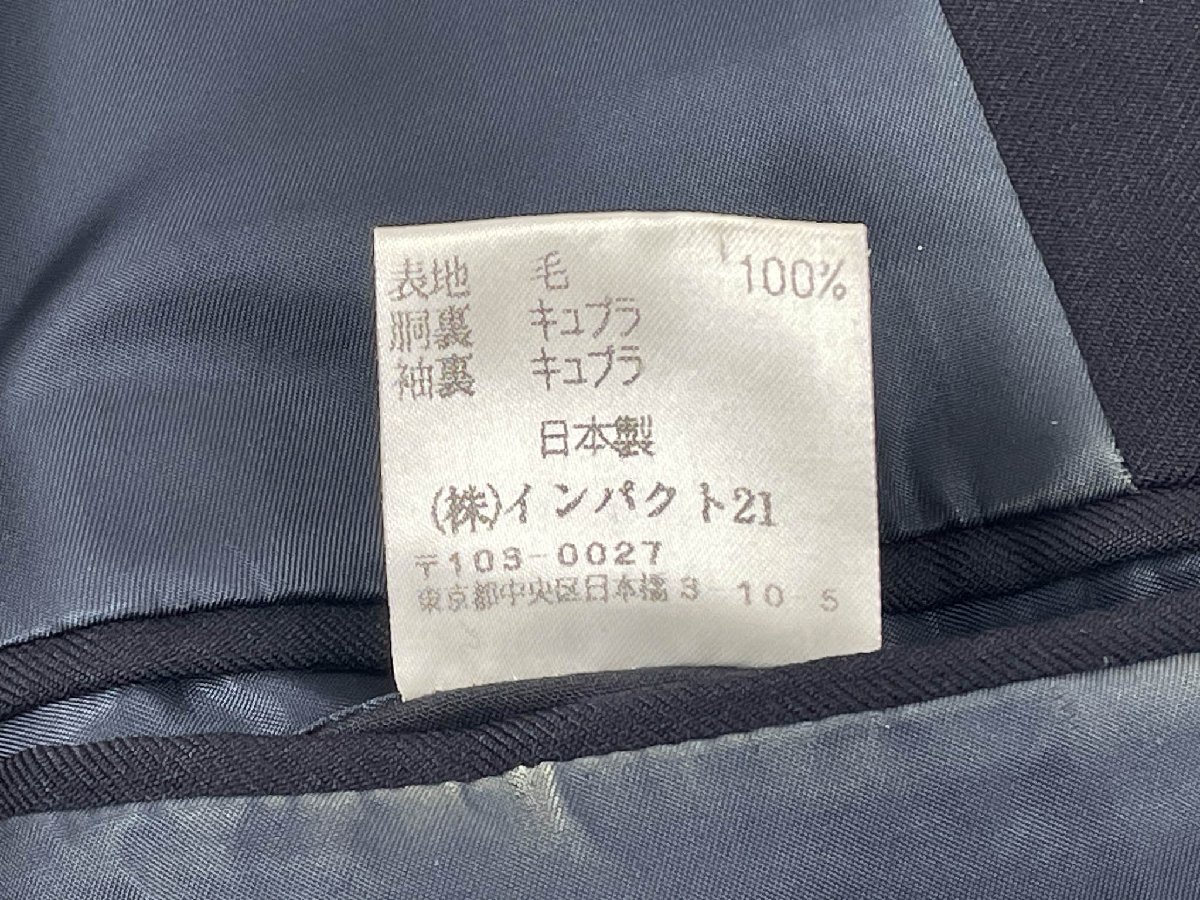 表地 毛 100%
胴裏 キュプラ
袖裏 キュプラ
日本製
(株)インパクト21
〒103-0027
東京都中央区日本橋3-10-5